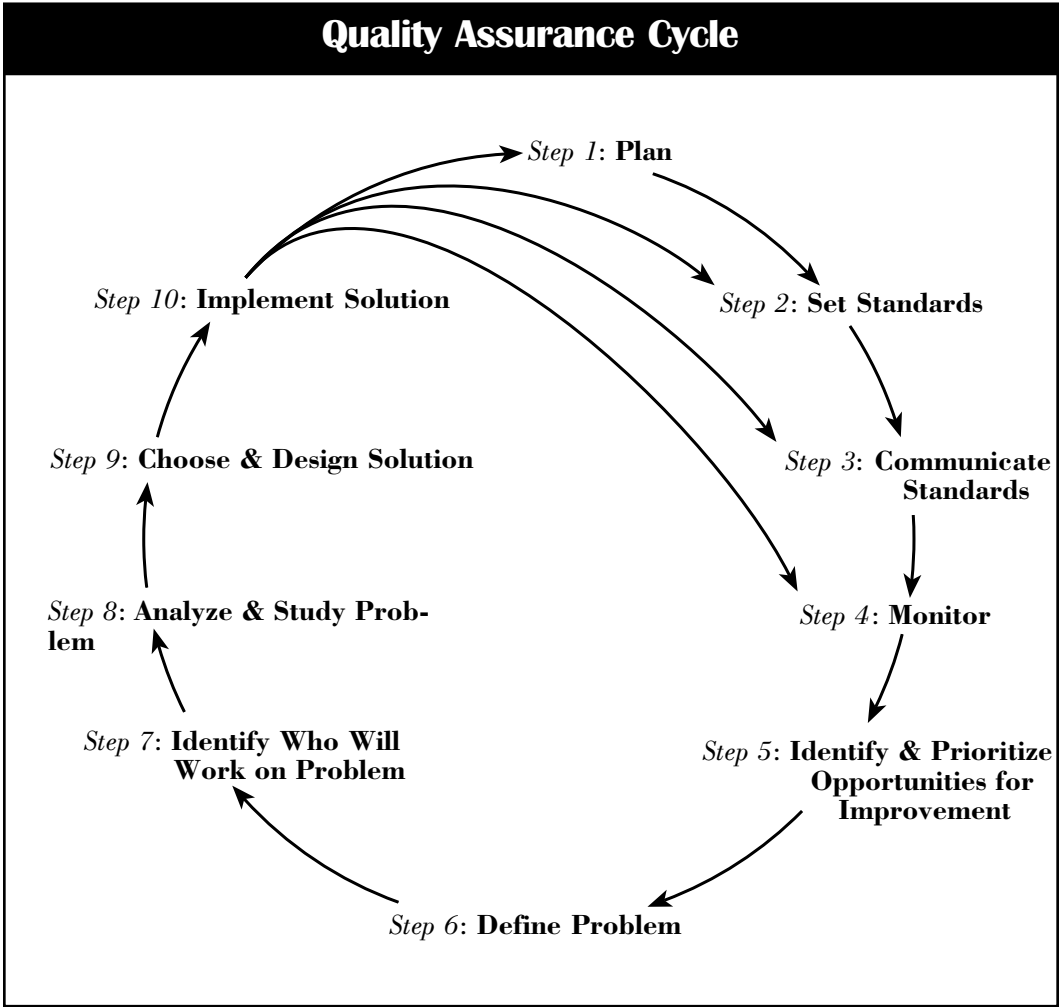 Quality Assurance Cycle
Step 1: Plan
Step 2: Set Standards
Step 3: Communicate
Standards
Step 4: Monitor
Step 5: Identify & Prioritize
Opportunities for
Improvement
Step 6: Define Problem
Step 7: Identify Who Will
Work on Problem
Step 8: Analyze & Study Prob-
lem
Step 9: Choose & Design Solution
Step 10: Implement Solution